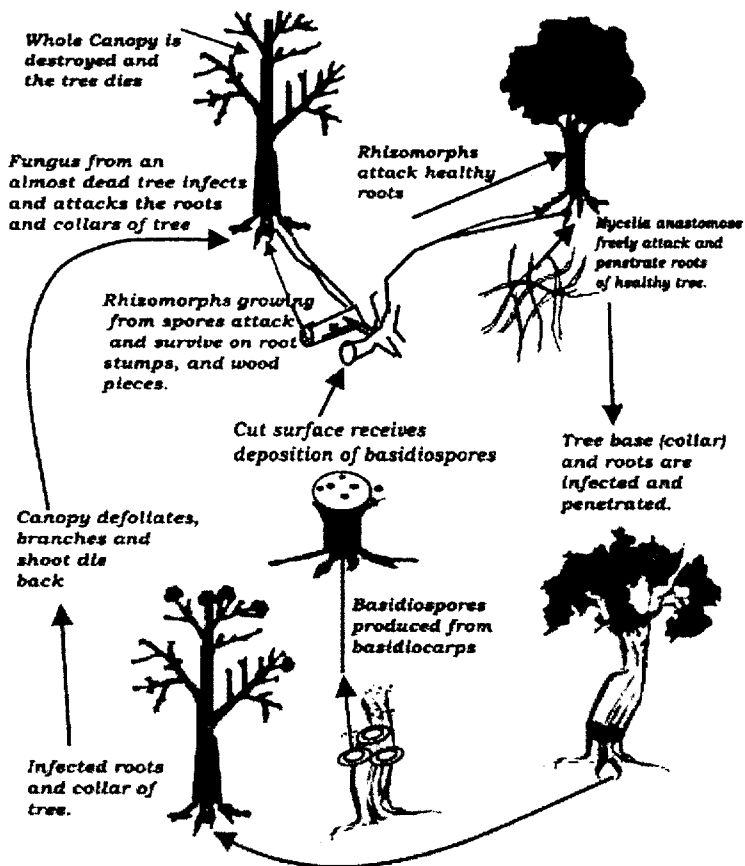 Whole Canopy is
destroyed and
the tree dies
Fungus from an
almost dead tree infects
and attacks the roots
and collars of tree
Rhizomorphs
attack healthy
roots
Mycelia anastomose
freely attack and
penetrate roots
of healthy tree.
Rhizomorphs growing
from spores attack
and survive on root
stumps, and wood
pieces.
Cut surface receives
deposition of basidiospores
Tree base (collar)
and roots are
infected and
penetrated.
Canopy defoliates,
branches and
shoot die
back
Basidiospores
produced from
basidiocarps
Infected roots
and collar of
tree.